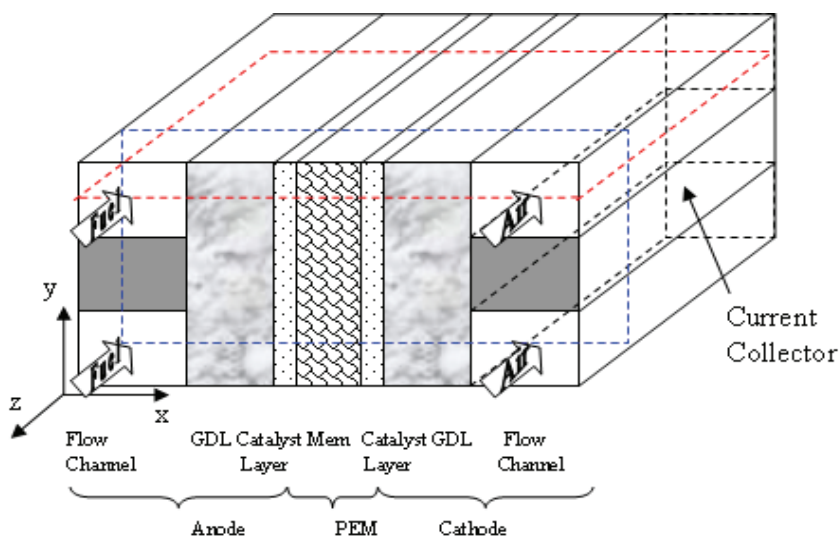 Fuel
Air
y
Fuel
Air
Current
Collector
z
x
Flow
Channel
GDL Catalyst Mem
Layer
Catalyst GDL
Layer
Flow
Channel
Anode
PEM
Cathode